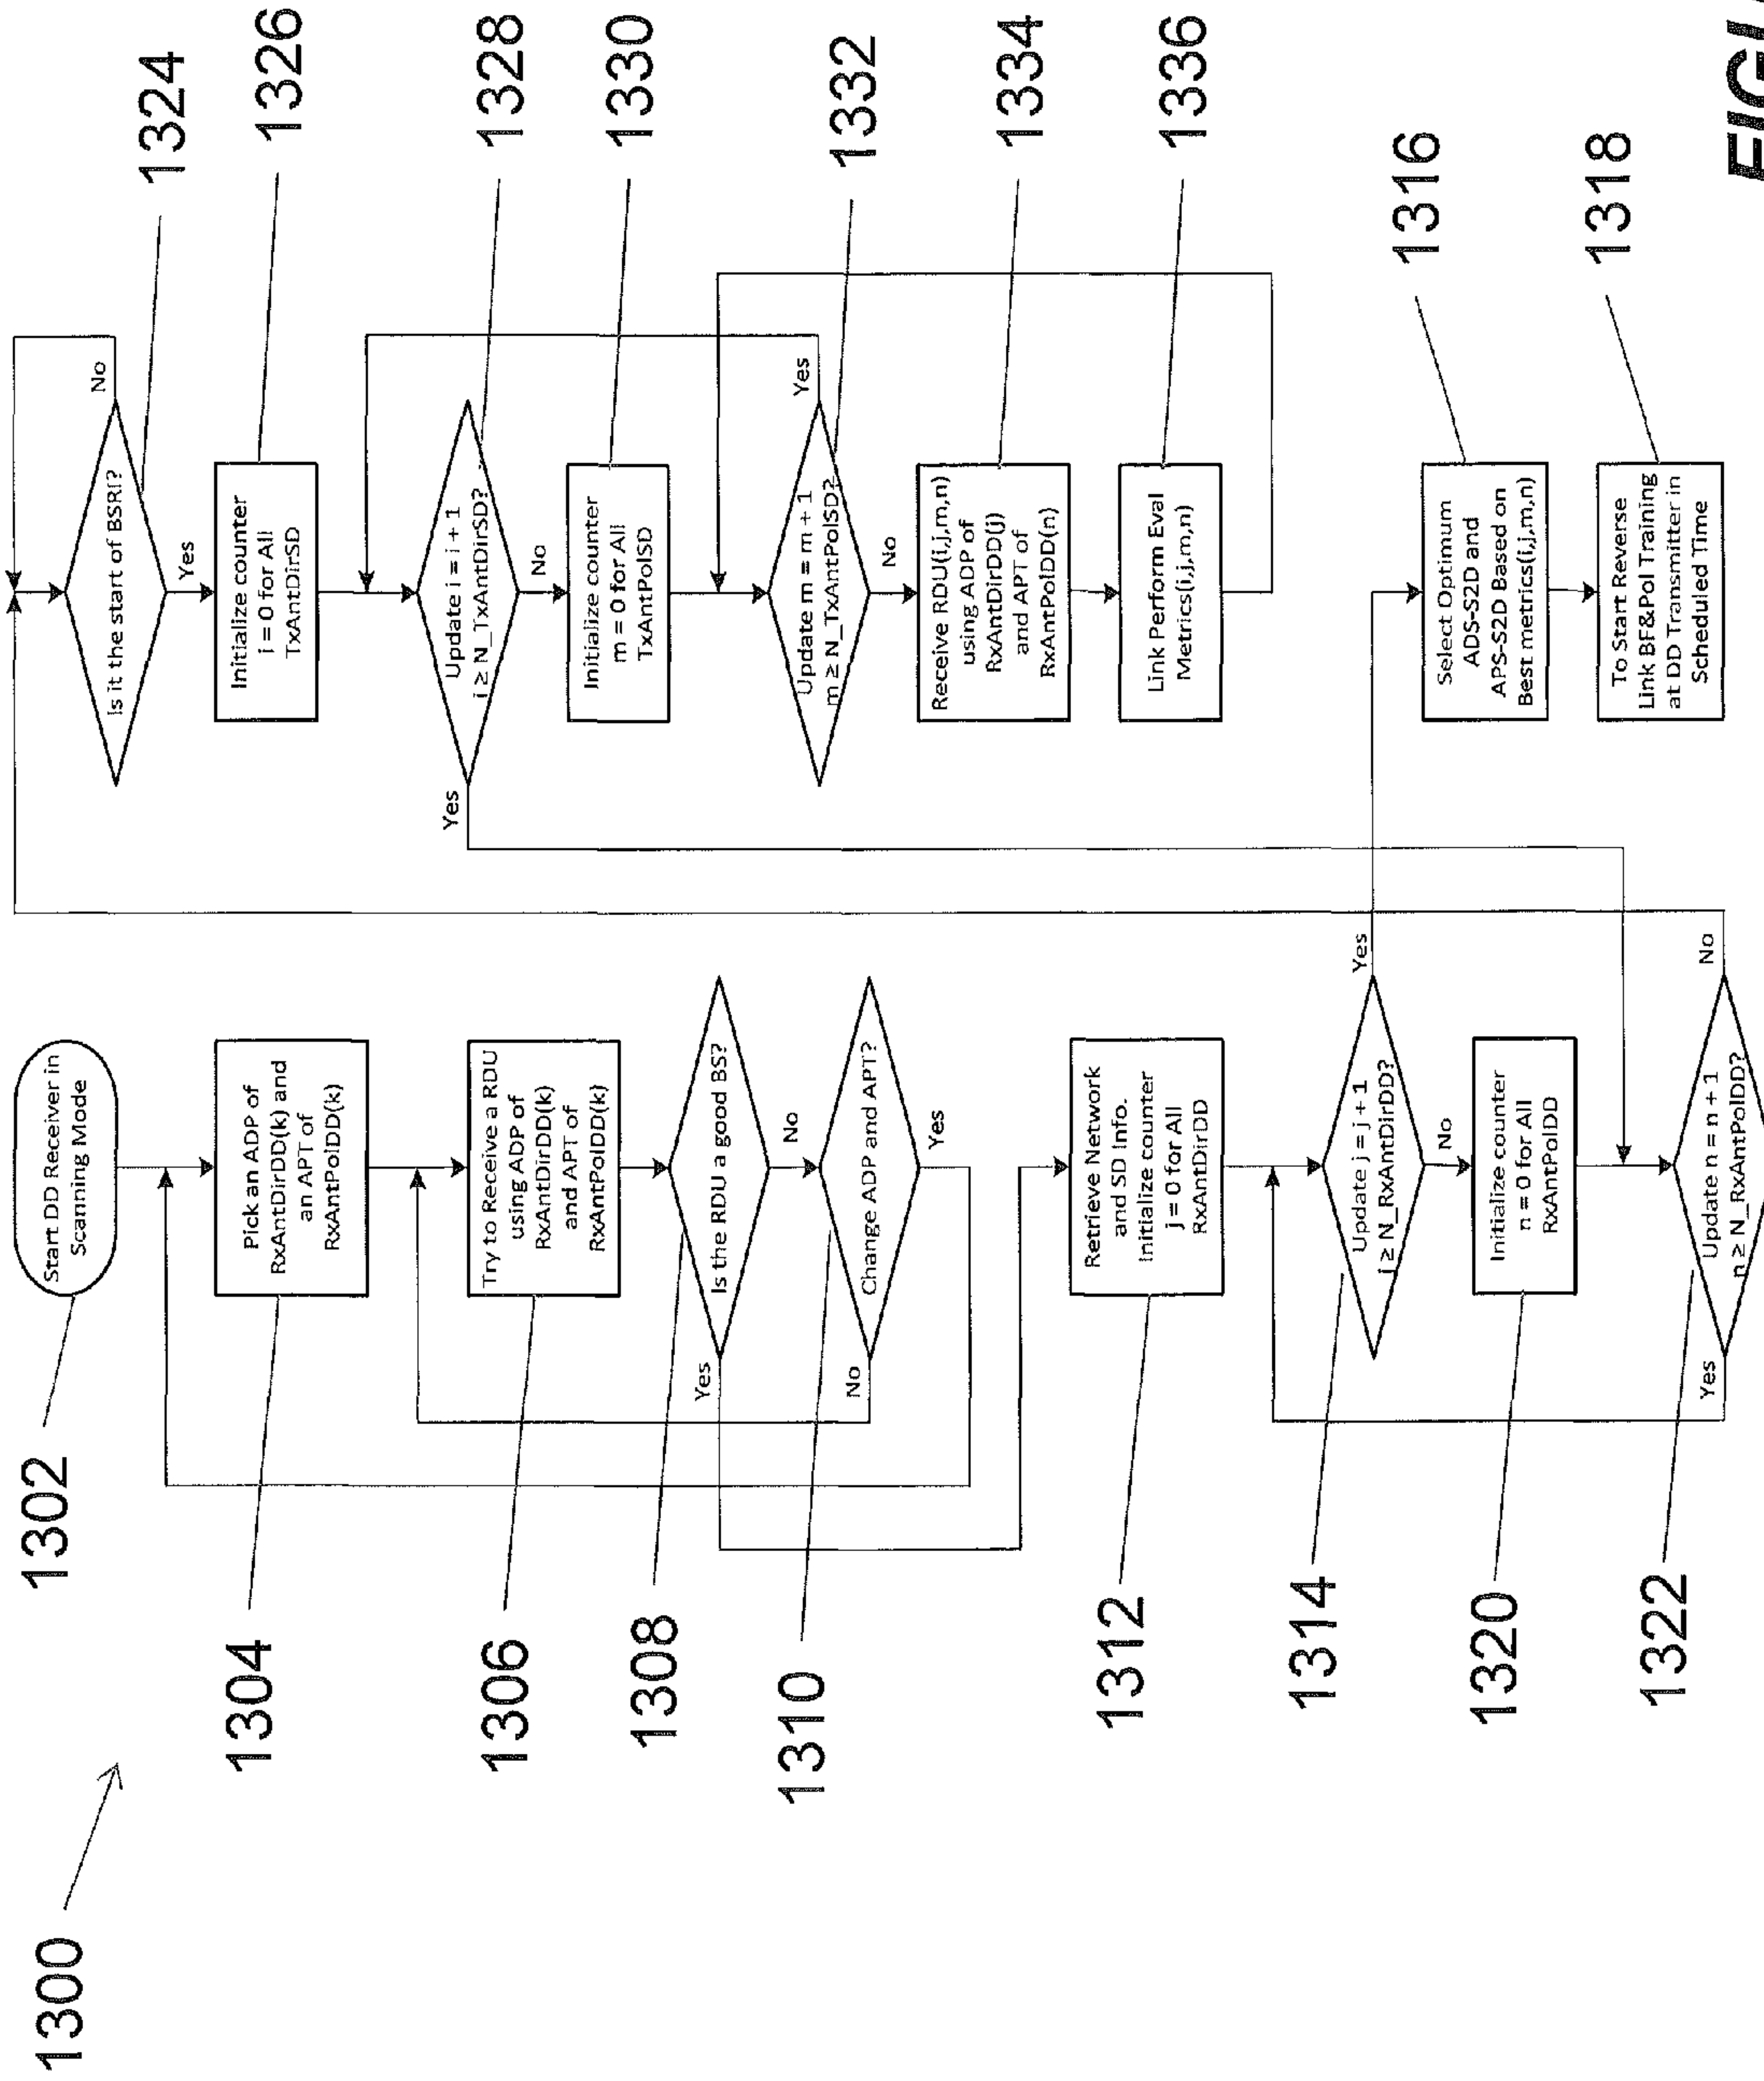 1300
1302
Start DD Receiver in
Scanning Mode
1304
Pick an ADP of
RxAntDirDD(k) and
an APT of
RxAntPolDD(k)
1306
Try to Receive a RDU
using ADP of
RxAntDirDD(k)
and APT of
RxAntPolDD(k)
1308
Is the RDU a good BS?
Yes
No
1310
Change ADP and APT?
No
Yes
1312
Retrieve Network
and SD Info.
Initialize counter
j = 0 for All
RxAntDirDD
1314
Update j = j + 1
j ≥ N_RxAntDirDD?
Yes
No
1320
Initialize counter
n = 0 for All
RxAntPolDD
1322
Update n = n + 1
n ≥ N_RxAntPolDD?
Yes
No
1324
Is it the start of BSRI?
No
Yes
1326
Initialize counter
i = 0 for All
TxAntDirSD
1328
Update i = i + 1
i ≥ N_TxAntDirSD?
Yes
No
1330
Initialize counter
m = 0 for All
TxAntPolSD
1332
Update m = m + 1
m ≥ N_TxAntPolSD?
Yes
No
1334
Receive RDU(i,j,m,n)
using ADP of
RxAntDirDD(j)
and APT of
RxAntPolDD(n)
1336
Link Perform Eval
Metrics(i,j,m,n)
1316
Select Optimum
ADS-S2D and
APS-S2D Based on
Best metrics(i,j,m,n)
1318
To Start Reverse
Link BF&Pol Training
at DD Transmitter in
Scheduled Time